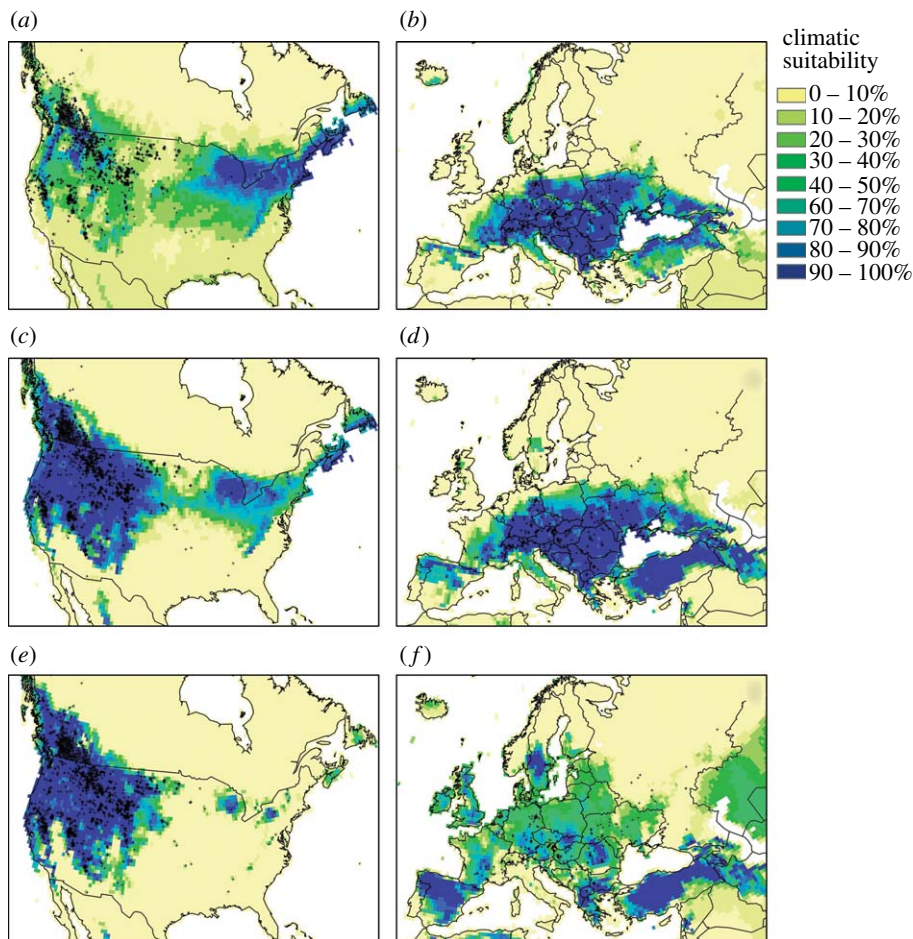 (a)
(b)
climatic
suitability
0 – 10%
10 – 20%
20 – 30%
30 – 40%
40 – 50%
60 – 70%
70 – 80%
80 – 90%
90 – 100%
(c)
(d)
(e)
(f)